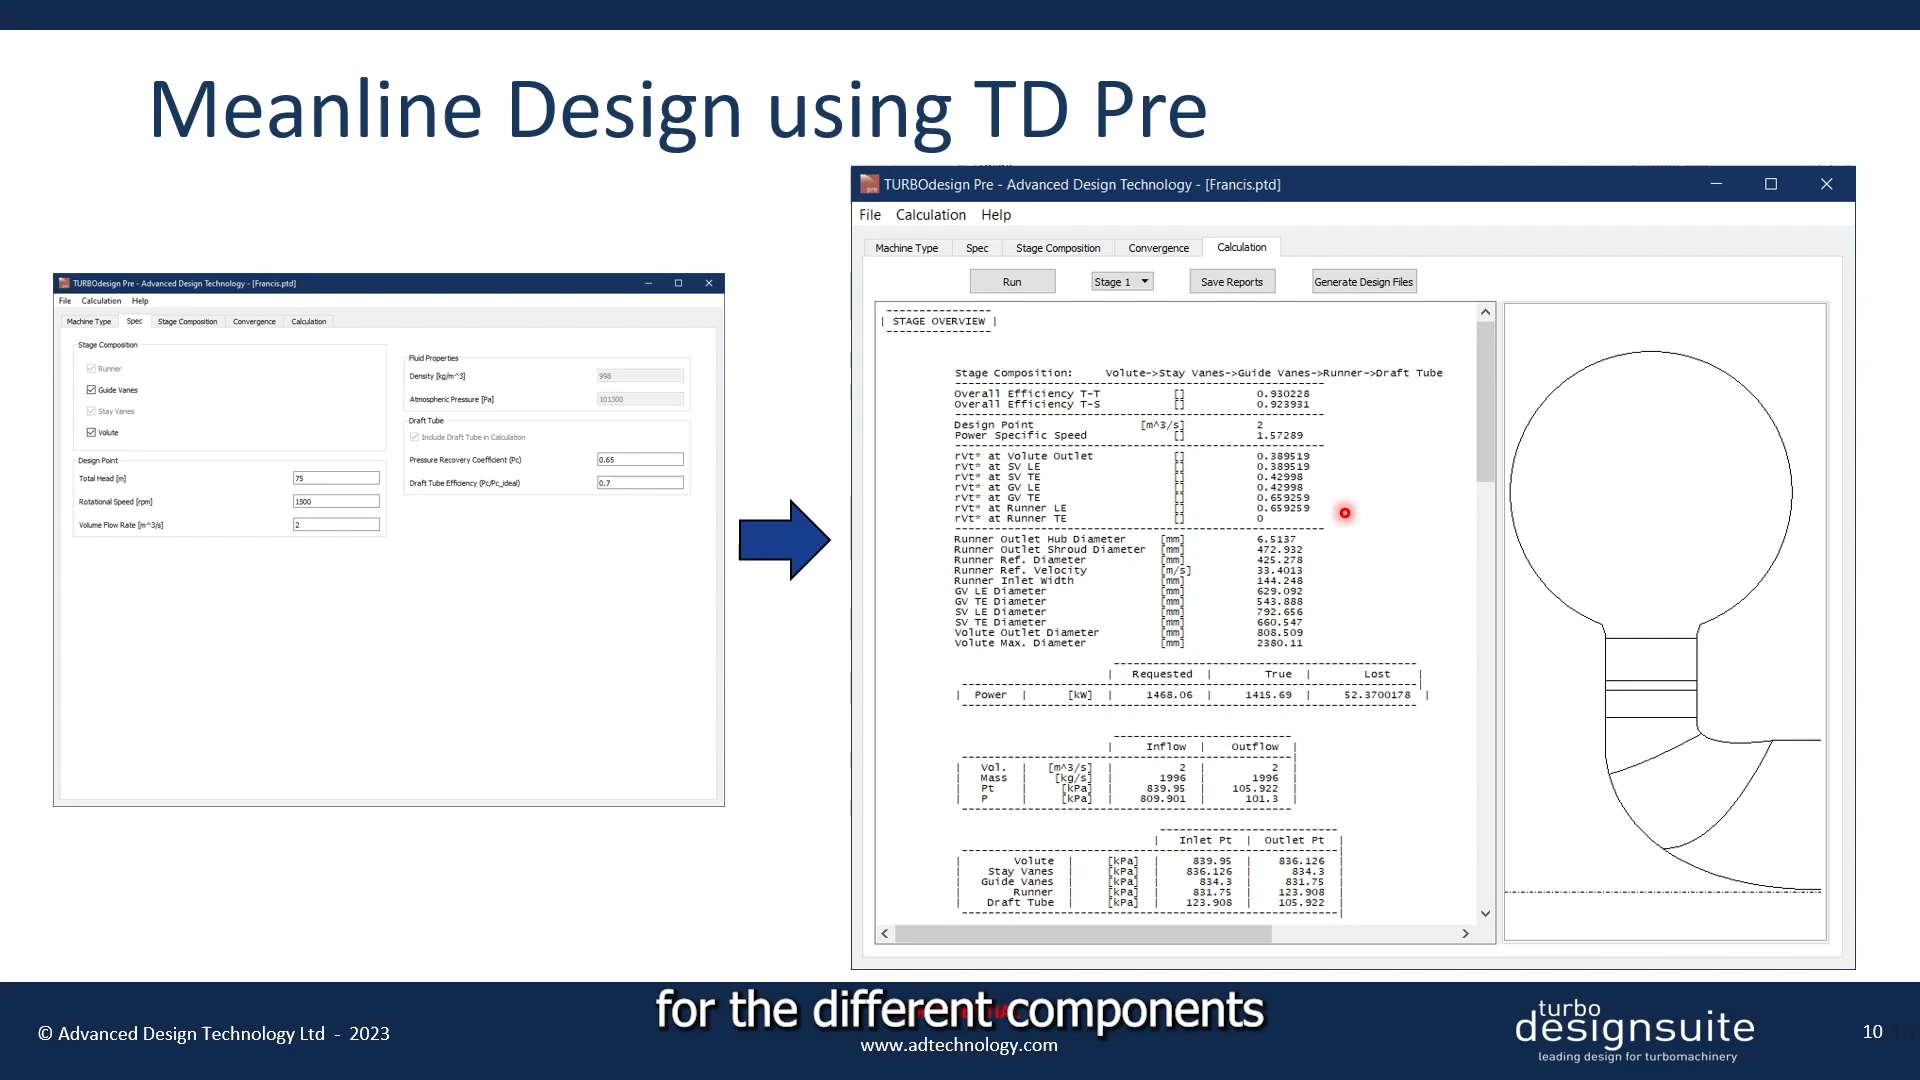 Meanline Design using TD Pre
TURBOdesign Pre - Advanced Design Technology - [Francis.ptd]
File Calculation Help
Machine Type Spec Stage Composition Convergence Calculation
Stage Composition
Runner
Guide Vanes
Stay Vanes
Volute
Design Point
Total Head [m] 75
Rotational Speed [rpm] 1500
Volume Flow Rate [m^3/s] 2
Fluid Properties
Density [kg/m^3] 998
Atmospheric Pressure [Pa] 101300
Draft Tube
Include Draft Tube in Calculation
Pressure Recovery Coefficient (Pc) 0.65
Draft Tube Efficiency (Pc/Pc_ideal) 0.7
TURBOdesign Pre - Advanced Design Technology - [Francis.ptd]
File Calculation Help
Machine Type Spec Stage Composition Convergence Calculation
Run Stage 1 Save Reports Generate Design Files
| STAGE OVERVIEW |
Stage Composition: Volute->Stay Vanes->Guide Vanes->Runner->Draft Tube
Overall Efficiency T-T [] 0.930228
Overall Efficiency T-S [] 0.923931
Design Point [m^3/s] 2
Power Specific Speed [] 1.57289
rVt* at Volute Outlet [] 0.389519
rVt* at SV LE [] 0.389519
rVt* at SV TE [] 0.42998
rVt* at GV LE [] 0.42998
rVt* at GV TE [] 0.659259
rVt* at Runner LE [] 0.659259
rVt* at Runner TE [] 0
Runner Outlet Hub Diameter [mm] 6.5137
Runner Outlet Shroud Diameter [mm] 472.932
Runner Ref. Diameter [mm] 425.278
Runner Ref. Velocity [m/s] 33.4013
Runner Inlet Width [mm] 144.248
GV LE Diameter [mm] 629.092
GV TE Diameter [mm] 543.888
SV LE Diameter [mm] 792.656
SV TE Diameter [mm] 660.547
Volute Outlet Diameter [mm] 808.509
Volute Max. Diameter [mm] 2380.11
| Requested | True | Lost |
| Power | [kW] | 1468.06 | 1415.69 | 52.3700178 |
| Inflow | Outflow |
| Vol. | [m^3/s] | 2 | 2 |
| Mass | [kg/s] | 1996 | 1996 |
| Pt | [kPa] | 839.95 | 105.922 |
| P | [kPa] | 809.901 | 101.3 |
| Inlet Pt | Outlet Pt |
| Volute | [kPa] | 839.95 | 836.126 |
| Stay Vanes | [kPa] | 836.126 | 834.3 |
| Guide Vanes | [kPa] | 834.3 | 831.75 |
| Runner | [kPa] | 831.75 | 123.908 |
| Draft Tube | [kPa] | 123.908 | 105.922 |
for the different components
© Advanced Design Technology Ltd - 2023
www.adtechnology.com
turbo
designsuite
leading design for turbomachinery
10